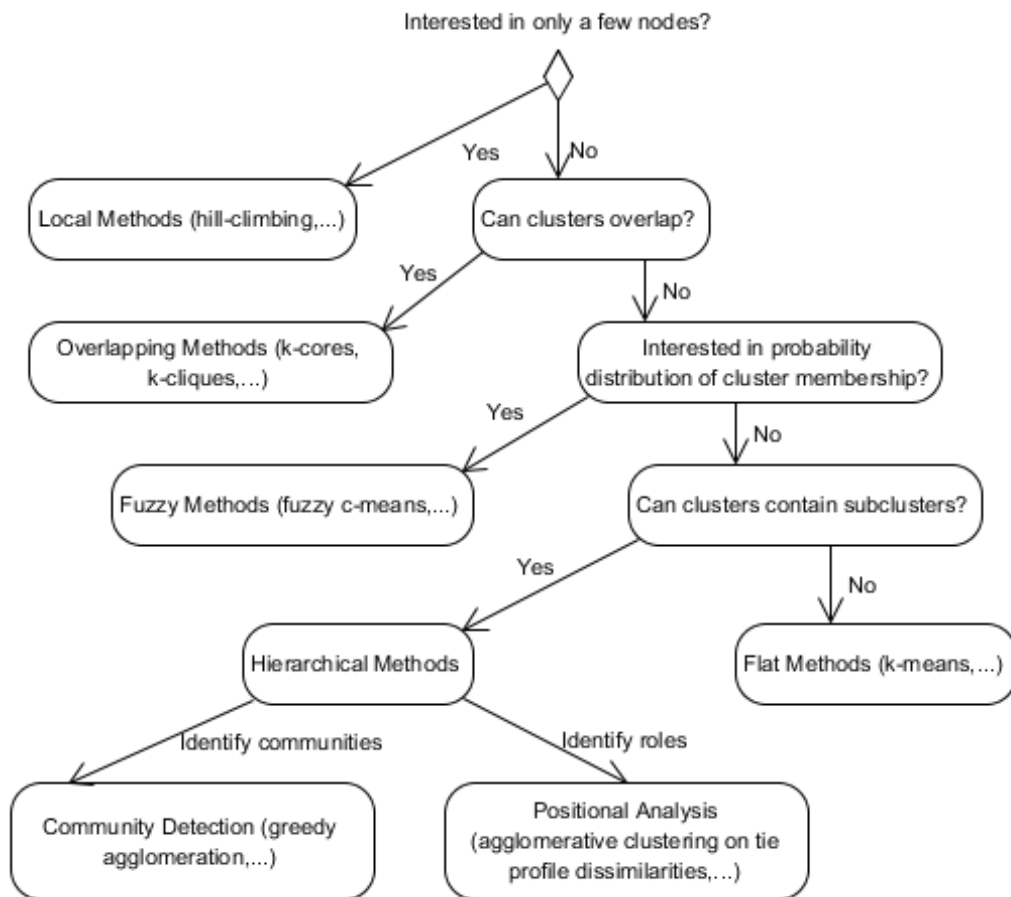 Interested in only a few nodes?
Yes
No
Local Methods (hill-climbing,...)
Can clusters overlap?
Yes
No
Overlapping Methods (k-cores,
k-cliques,...)
Interested in probability
distribution of cluster membership?
Yes
No
Fuzzy Methods (fuzzy c-means,...)
Can clusters contain subclusters?
Yes
No
Hierarchical Methods
Flat Methods (k-means,...)
Identify communities
Identify roles
Community Detection (greedy
agglomeration,...)
Positional Analysis
(agglomerative clustering on tie
profile dissimilarities,...)